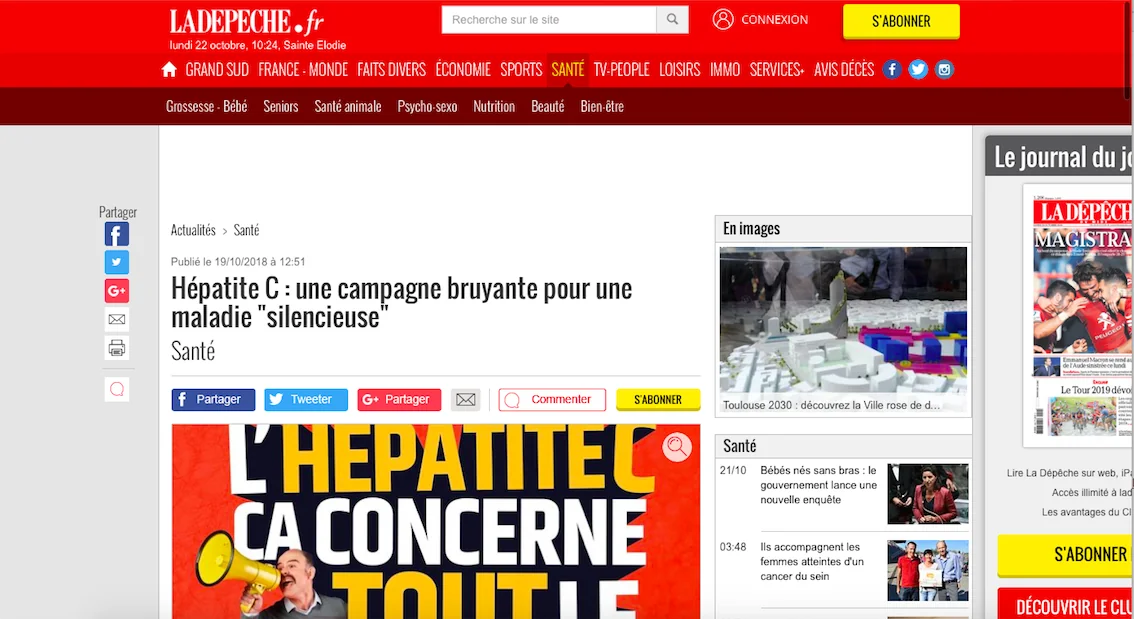 LADEPECHE.fr
lundi 22 octobre, 10:24, Sainte Elodie
Recherche sur le site
CONNEXION
S'ABONNER
GRAND SUD FRANCE - MONDE FAITS DIVERS ÉCONOMIE SPORTS SANTÉ TV-PEOPLE LOISIRS IMMO SERVICES+ AVIS DÉCÈS
Grossesse - Bébé Seniors Santé animale Psycho-sexo Nutrition Beauté Bien-être
Partager
Actualités > Santé
Publié le 19/10/2018 à 12:51
Hépatite C : une campagne bruyante pour une
maladie "silencieuse"
Santé
Partager Tweeter G+ Partager Commenter S'ABONNER
L'HÉPATITE C
ÇA CONCERNE
TOUT LE
En images
Toulouse 2030 : découvrez la Ville rose de d...
Santé
21/10 Bébés nés sans bras : le
gouvernement lance une
nouvelle enquête
03:48 Ils accompagnent les
femmes atteintes d'un
cancer du sein
Le journal du jo
LA DÉPÊCH
MAGISTRA
Emmanuel Macron se rend au
de l'Aude sinistrée ce lundi
Le Tour 2019 dévoi
Lire La Dépêche sur web, iPa
Accès illimité à lad
Les avantages du Cl
S'ABONNER
DÉCOUVRIR LE CLU